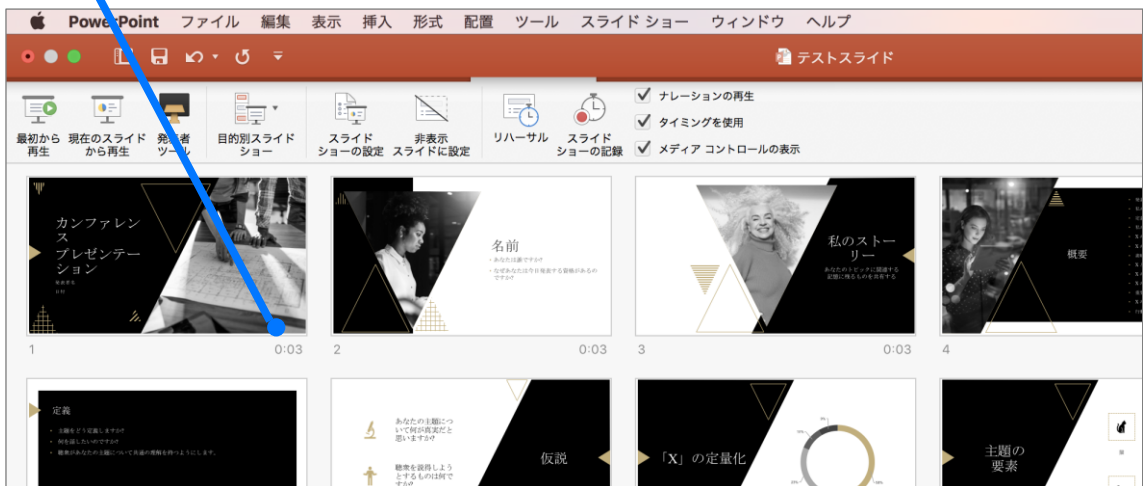 PowerPoint ファイル 編集 表示 挿入 形式 配置 ツール スライド ショー ウィンドウ ヘルプ
テストスライド
最初から
再生
現在のスライド
から再生
発表者
ツール
目的別スライド
ショー
スライド
ショーの設定
非表示
スライドに設定
リハーサル
スライド
ショーの記録
ナレーションの再生
タイミングを使用
メディア コントロールの表示
カンファレン
ス
プレゼンテー
ション
発表者名
日付
1 0:03
名前
• あなたは誰ですか?
• なぜあなたは今日発表する資格があるの
ですか?
2 0:03
私のストー
リー
あなたのトピックに関連する
記憶に残るものを共有する
3 0:03
概要
4
定義
• 主題をどう定義しますか?
• 何を証したいのですか?
• 聴衆があなたの主題について共通の理解を持つようにします。
あなたの主題につ
いて何が真実だと
思いますか?
聴衆を説得しよう
とするものは何で
すか?
仮説
「X」の定量化
主題の
要素